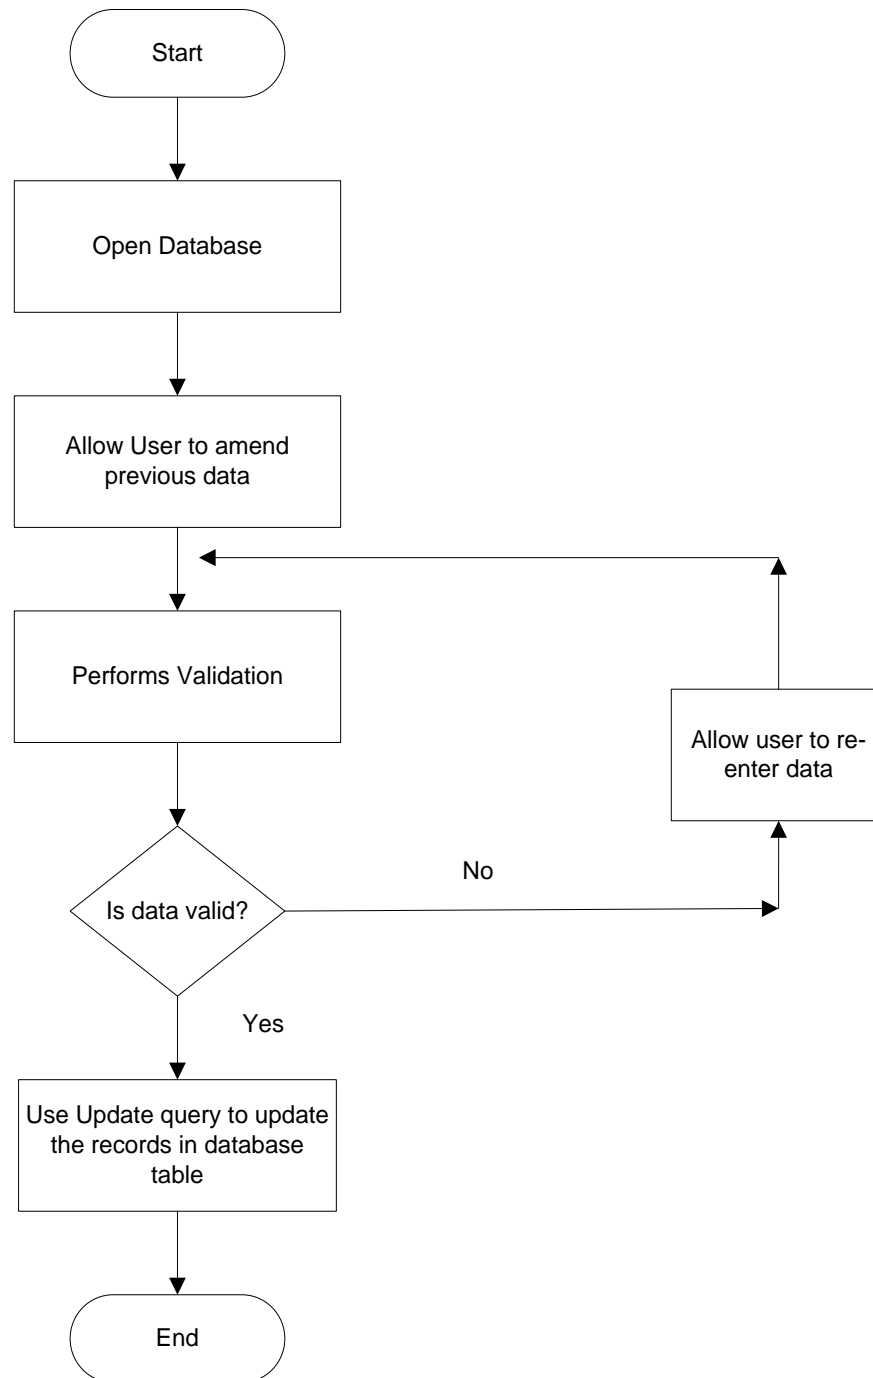 Start
Open Database
Allow User to amend
previous data
Performs Validation
Allow user to re-
enter data
No
Is data valid?
Yes
Use Update query to update
the records in database
table
End